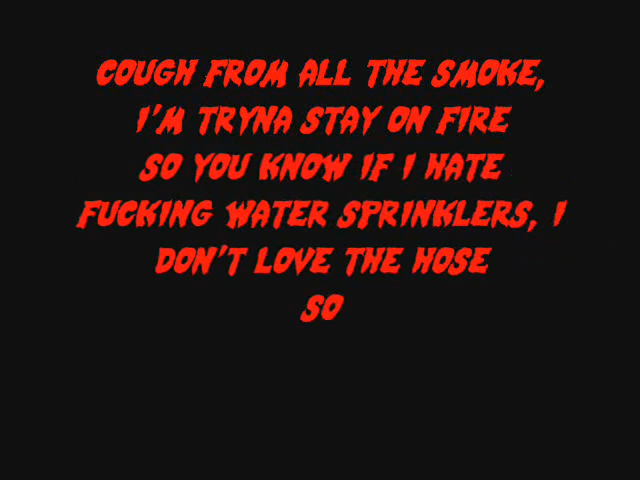 COUGH FROM ALL THE SMOKE,
I'M TRYNA STAY ON FIRE
SO YOU KNOW IF I HATE
FUCKING WATER SPRINKLERS, I
DON'T LOVE THE HOSE
SO